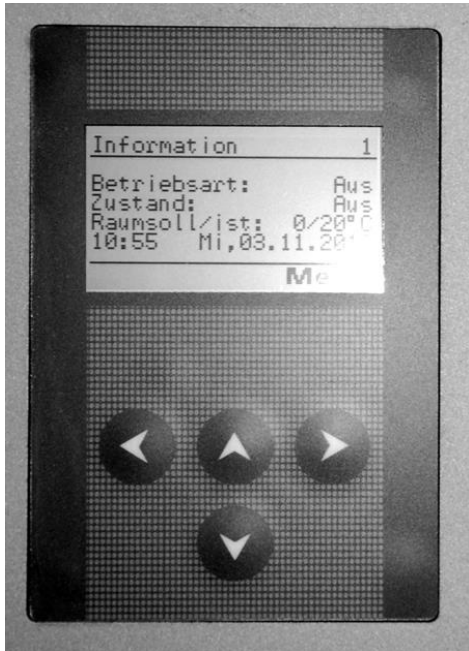 Information 1
Betriebsart: Aus
Zustand: Aus
Raumsoll/ist: 0/20°C
10:55 Mi,03.11.